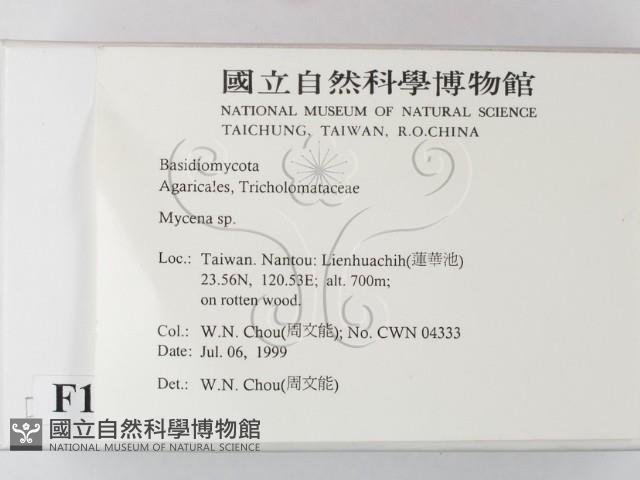 國立自然科學博物館
NATIONAL MUSEUM OF NATURAL SCIENCE
TAICHUNG, TAIWAN, R.O.CHINA
Basidiomycota
Agarica!es, Tricholomataceae
Mycena sp.
Loc.: Taiwan. Nantou: Lienhuachih(蓮華池)
23.56N, 120.53E; alt. 700m;
on rotten wood.
Col.: W.N. Chou(周文能); No. CWN 04333
Date: Jul. 06, 1999
Det.: W.N. Chou(周文能)
F1
國立自然科學博物館
NATIONAL MUSEUM OF NATURAL SCIENCE